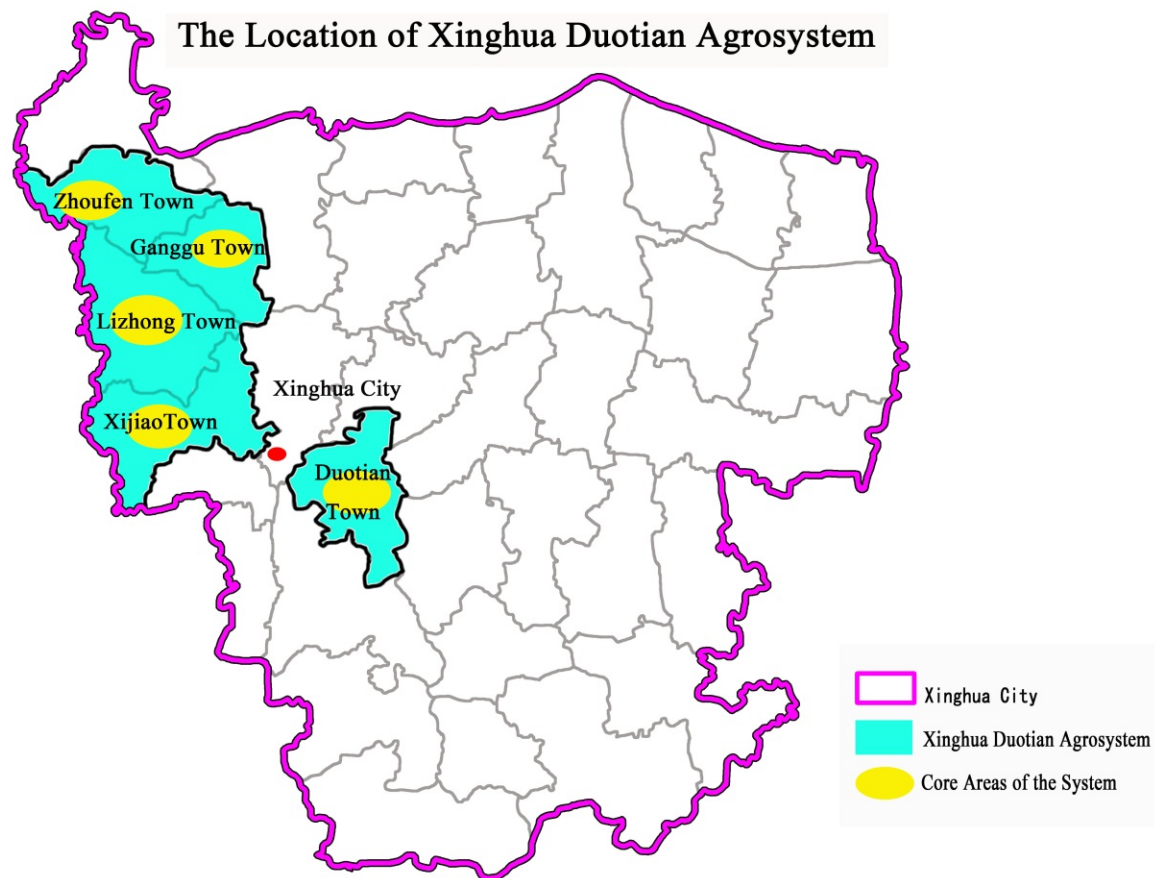 The Location of Xinghua Duotian Agrosystem
Zhoufen Town
Ganggu Town
Lizhong Town
Xinghua City
XijiaoTown
Duotian
Town
Xinghua City
Xinghua Duotian Agrosystem
Core Areas of the System